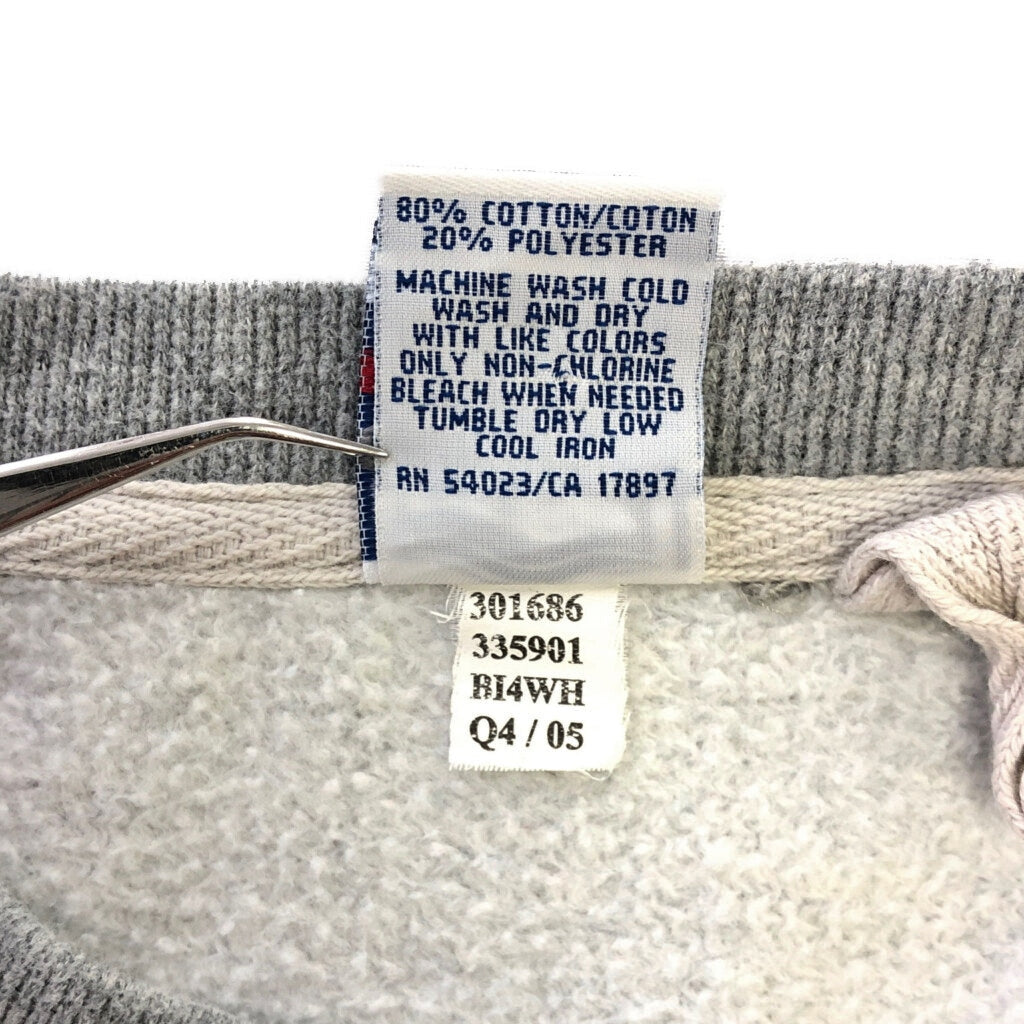 80% COTTON/COTON
20% POLYESTER
MACHINE WASH COLD
WASH AND DRY
WITH LIKE COLORS
ONLY NON-CHLORINE
BLEACH WHEN NEEDED
TUMBLE DRY LOW
COOL IRON
RN 54023/CA 17897
301686
335901
BI4WH
Q4 / 05